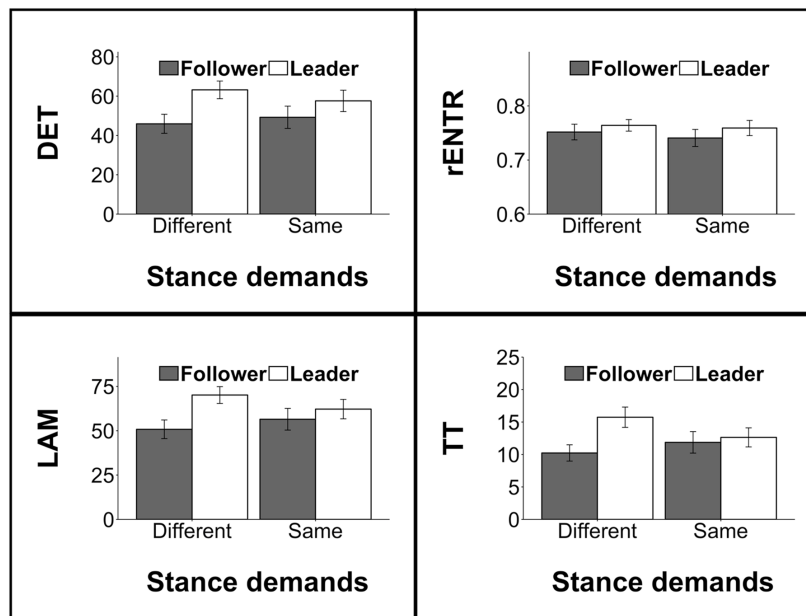 DET
80
60
40
20
0
Follower Leader
Different Same
Stance demands
rENTR
0.8
0.7
0.6
Follower Leader
Different Same
Stance demands
LAM
75
50
25
0
Follower Leader
Different Same
Stance demands
TT
25
20
15
10
5
0
Follower Leader
Different Same
Stance demands